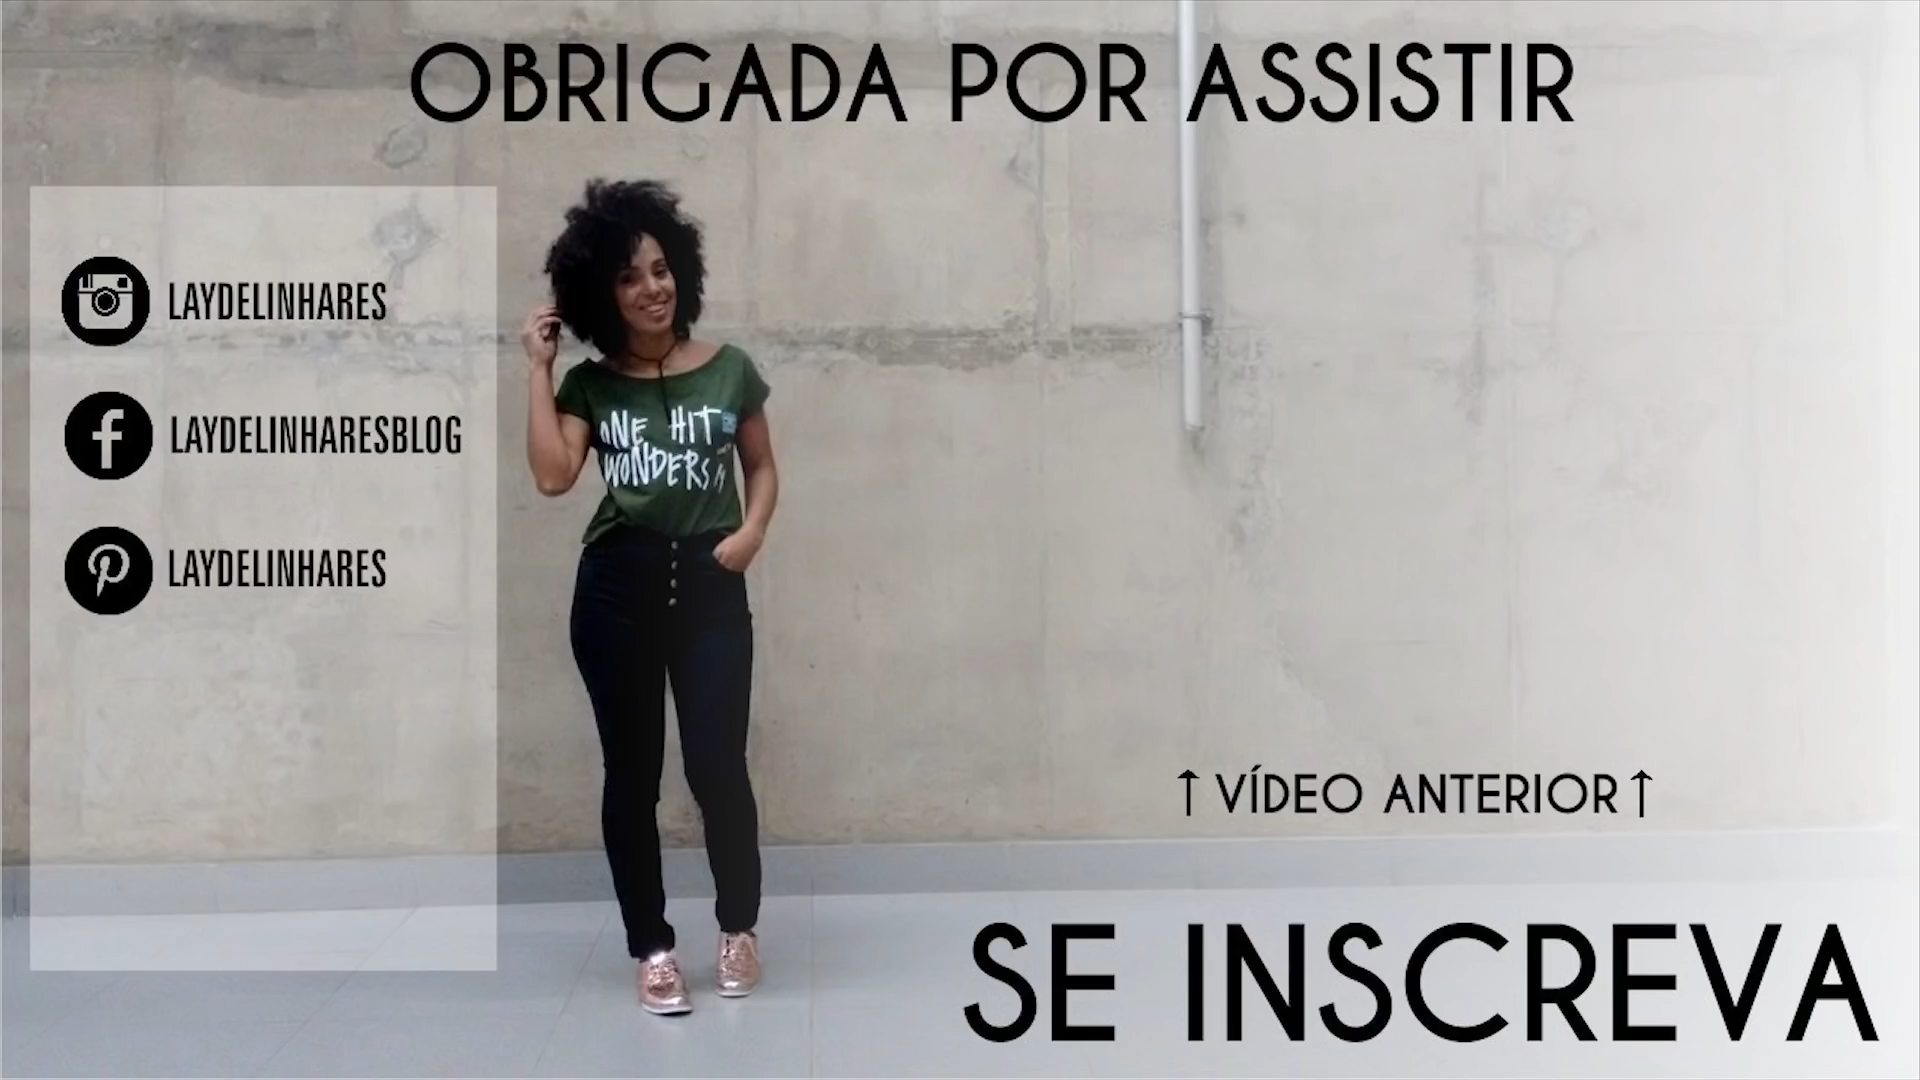 OBRIGADA POR ASSISTIR
LAYDELINHARES
LAYDELINHARESBLOG
LAYDELINHARES
ONE HIT
WONDERS
↑ VÍDEO ANTERIOR ↑
SE INSCREVA